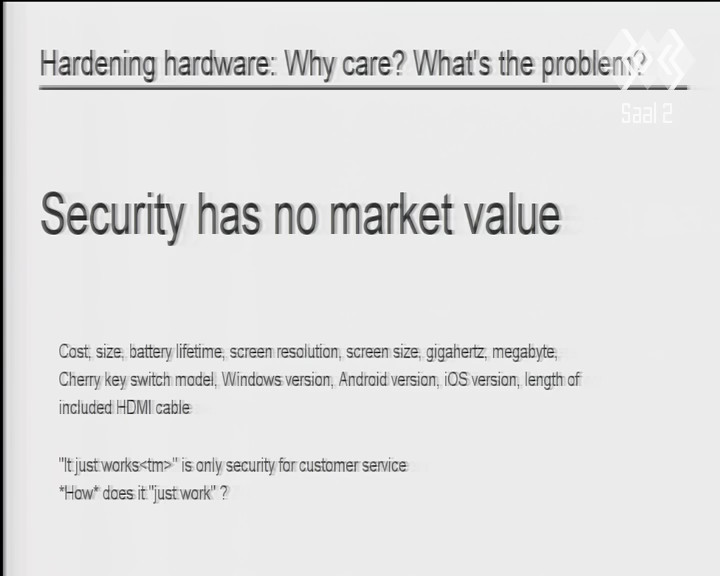 Hardening hardware: Why care? What's the problem?
Saal 2
Security has no market value
Cost, size, battery lifetime, screen resolution, screen size, gigahertz, megabyte,
Cherry key switch model, Windows version, Android version, iOS version, length of
included HDMI cable
"It just works<tm>" is only security for customer service
*How* does it "just work" ?